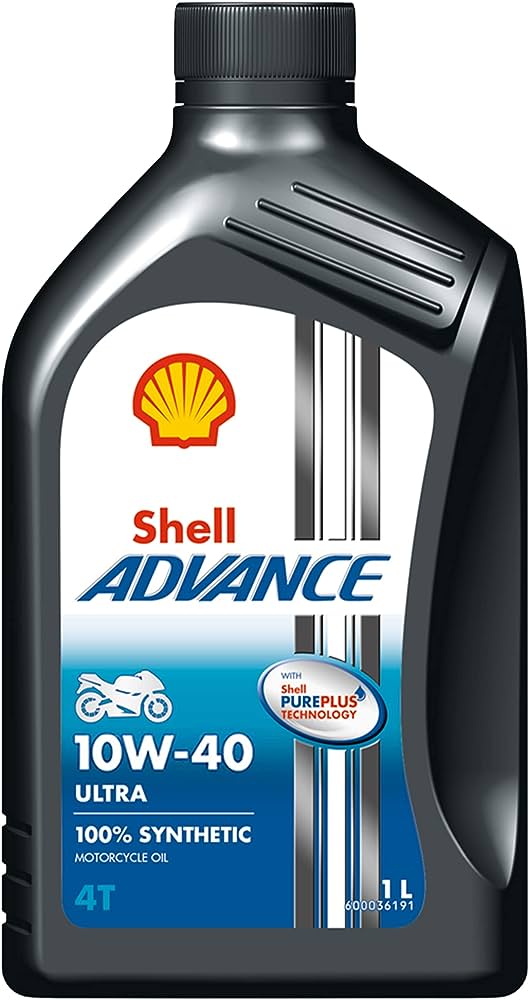 Shell
ADVANCE
WITH
Shell
PUREPLUS
TECHNOLOGY
10W-40
ULTRA
100% SYNTHETIC
MOTORCYCLE OIL
4T
1 L
600036191